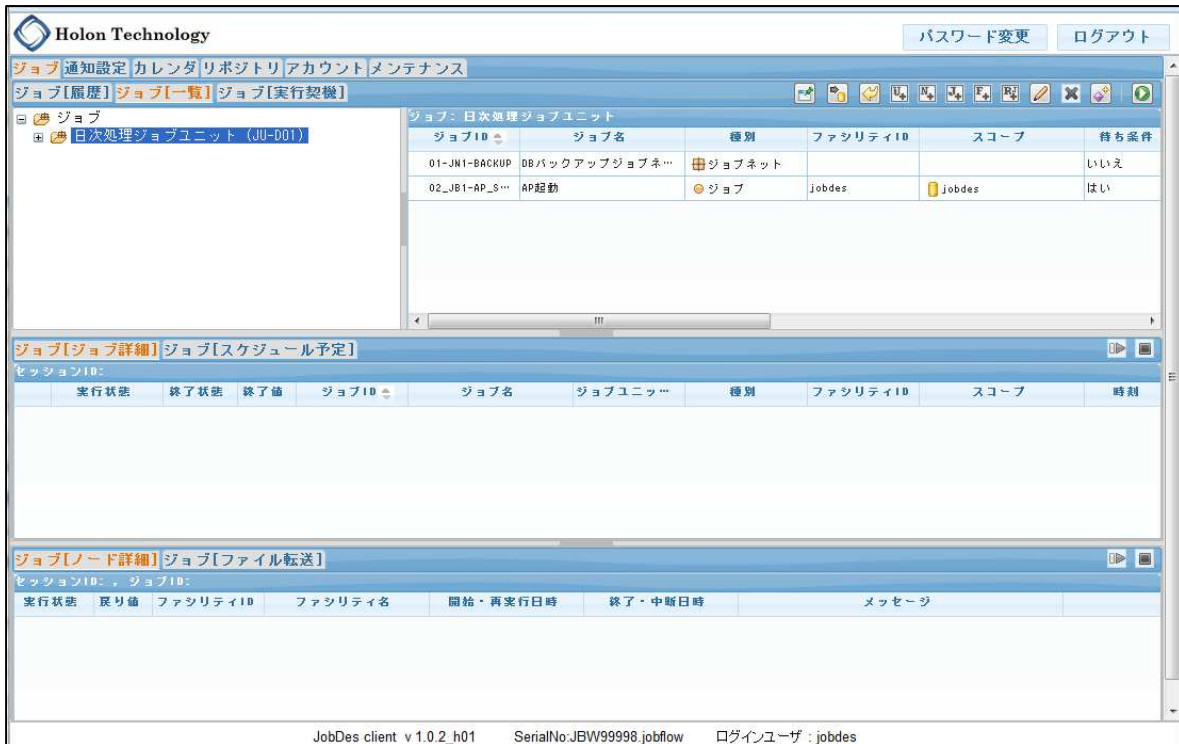 Holon Technology
パスワード変更 ログアウト
ジョブ 通知設定 カレンダ リポジトリ アカウント メンテナンス
ジョブ[履歴] ジョブ[一覧] ジョブ[実行契機]
ジョブ
日次処理ジョブユニット (JU-D01)
ジョブ: 日次処理ジョブユニット
ジョブID ジョブ名 種別 ファシリティID スコープ 待ち条件
01-JN1-BACKUP DBバックアップジョブネ… ジョブネット いいえ
02_JB1-AP_S… AP起動 ジョブ jobdes jobdes はい
ジョブ[ジョブ詳細] ジョブ[スケジュール予定]
セッションID:
実行状態 終了状態 終了値 ジョブID ジョブ名 ジョブユニッ… 種別 ファシリティID スコープ 時刻
ジョブ[ノード詳細] ジョブ[ファイル転送]
セッションID: , ジョブID:
実行状態 戻り値 ファシリティID ファシリティ名 開始・再実行日時 終了・中断日時 メッセージ
JobDes client v 1.0.2_h01 SerialNo:JBW99998.jobflow ログインユーザ : jobdes